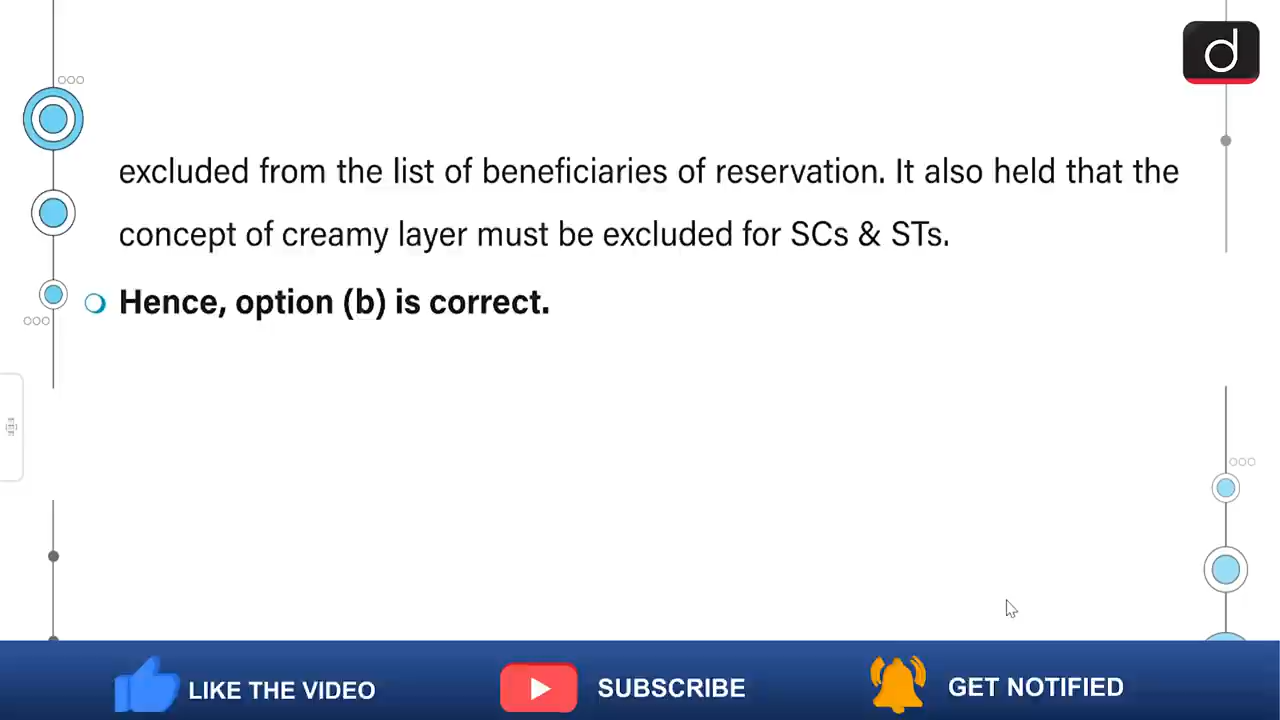 d
excluded from the list of beneficiaries of reservation. It also held that the
concept of creamy layer must be excluded for SCs & STs.
Hence, option (b) is correct.
LIKE THE VIDEO
SUBSCRIBE
GET NOTIFIED